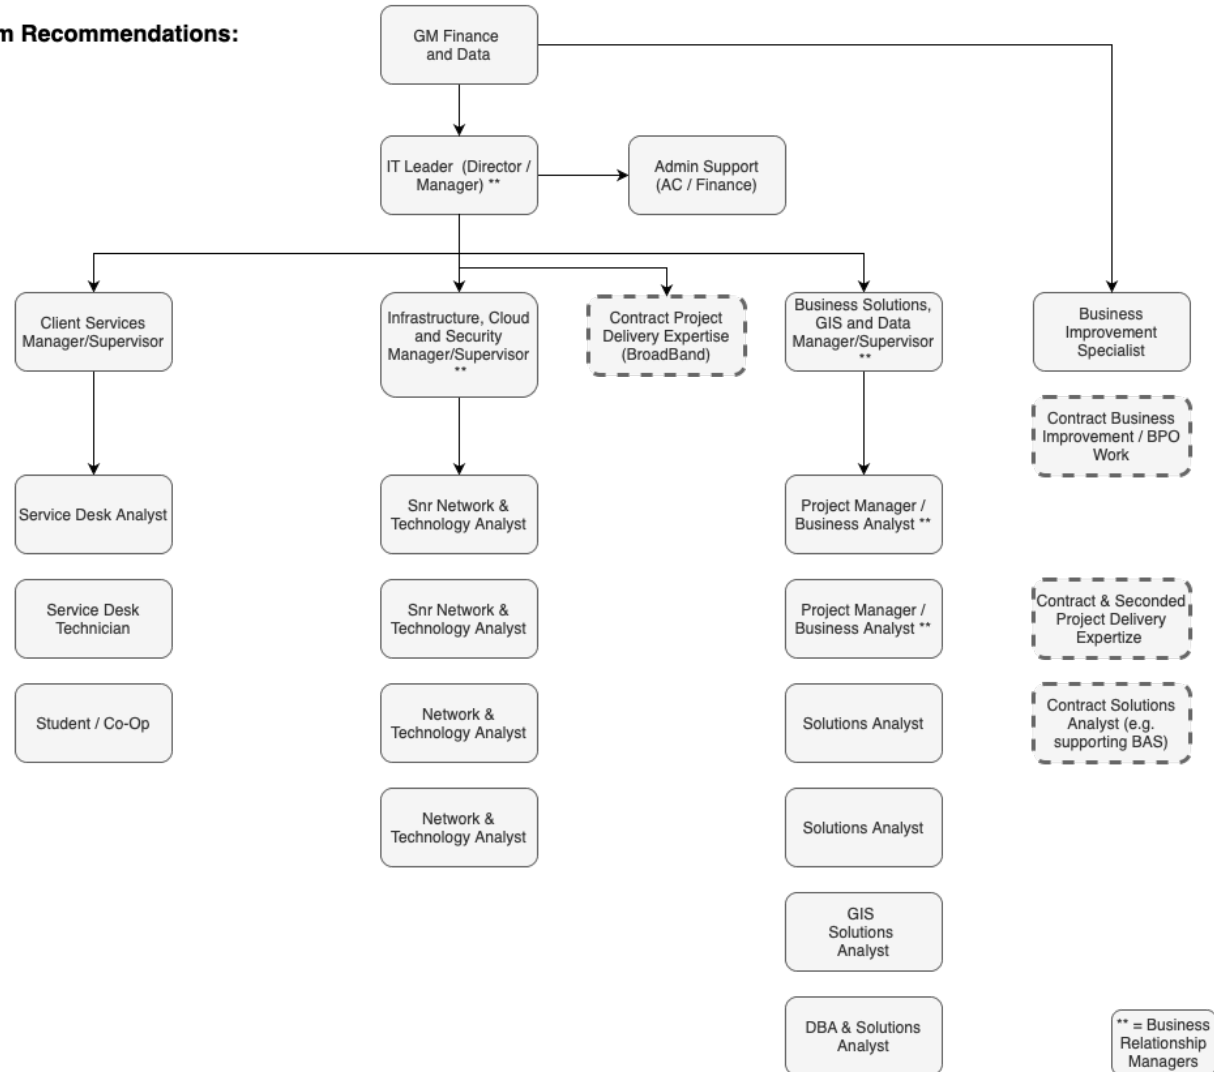 m Recommendations:
GM Finance
and Data
IT Leader (Director /
Manager) **
Admin Support
(AC / Finance)
Client Services
Manager/Supervisor
Infrastructure, Cloud
and Security
Manager/Supervisor
**
Contract Project
Delivery Expertise
(BroadBand)
Business Solutions,
GIS and Data
Manager/Supervisor
**
Business
Improvement
Specialist
Contract Business
Improvement / BPO
Work
Service Desk Analyst
Snr Network &
Technology Analyst
Project Manager /
Business Analyst **
Service Desk
Technician
Snr Network &
Technology Analyst
Project Manager /
Business Analyst **
Contract & Seconded
Project Delivery
Expertize
Student / Co-Op
Network &
Technology Analyst
Solutions Analyst
Contract Solutions
Analyst (e.g.
supporting BAS)
Network &
Technology Analyst
Solutions Analyst
GIS
Solutions
Analyst
DBA & Solutions
Analyst
** = Business
Relationship
Managers